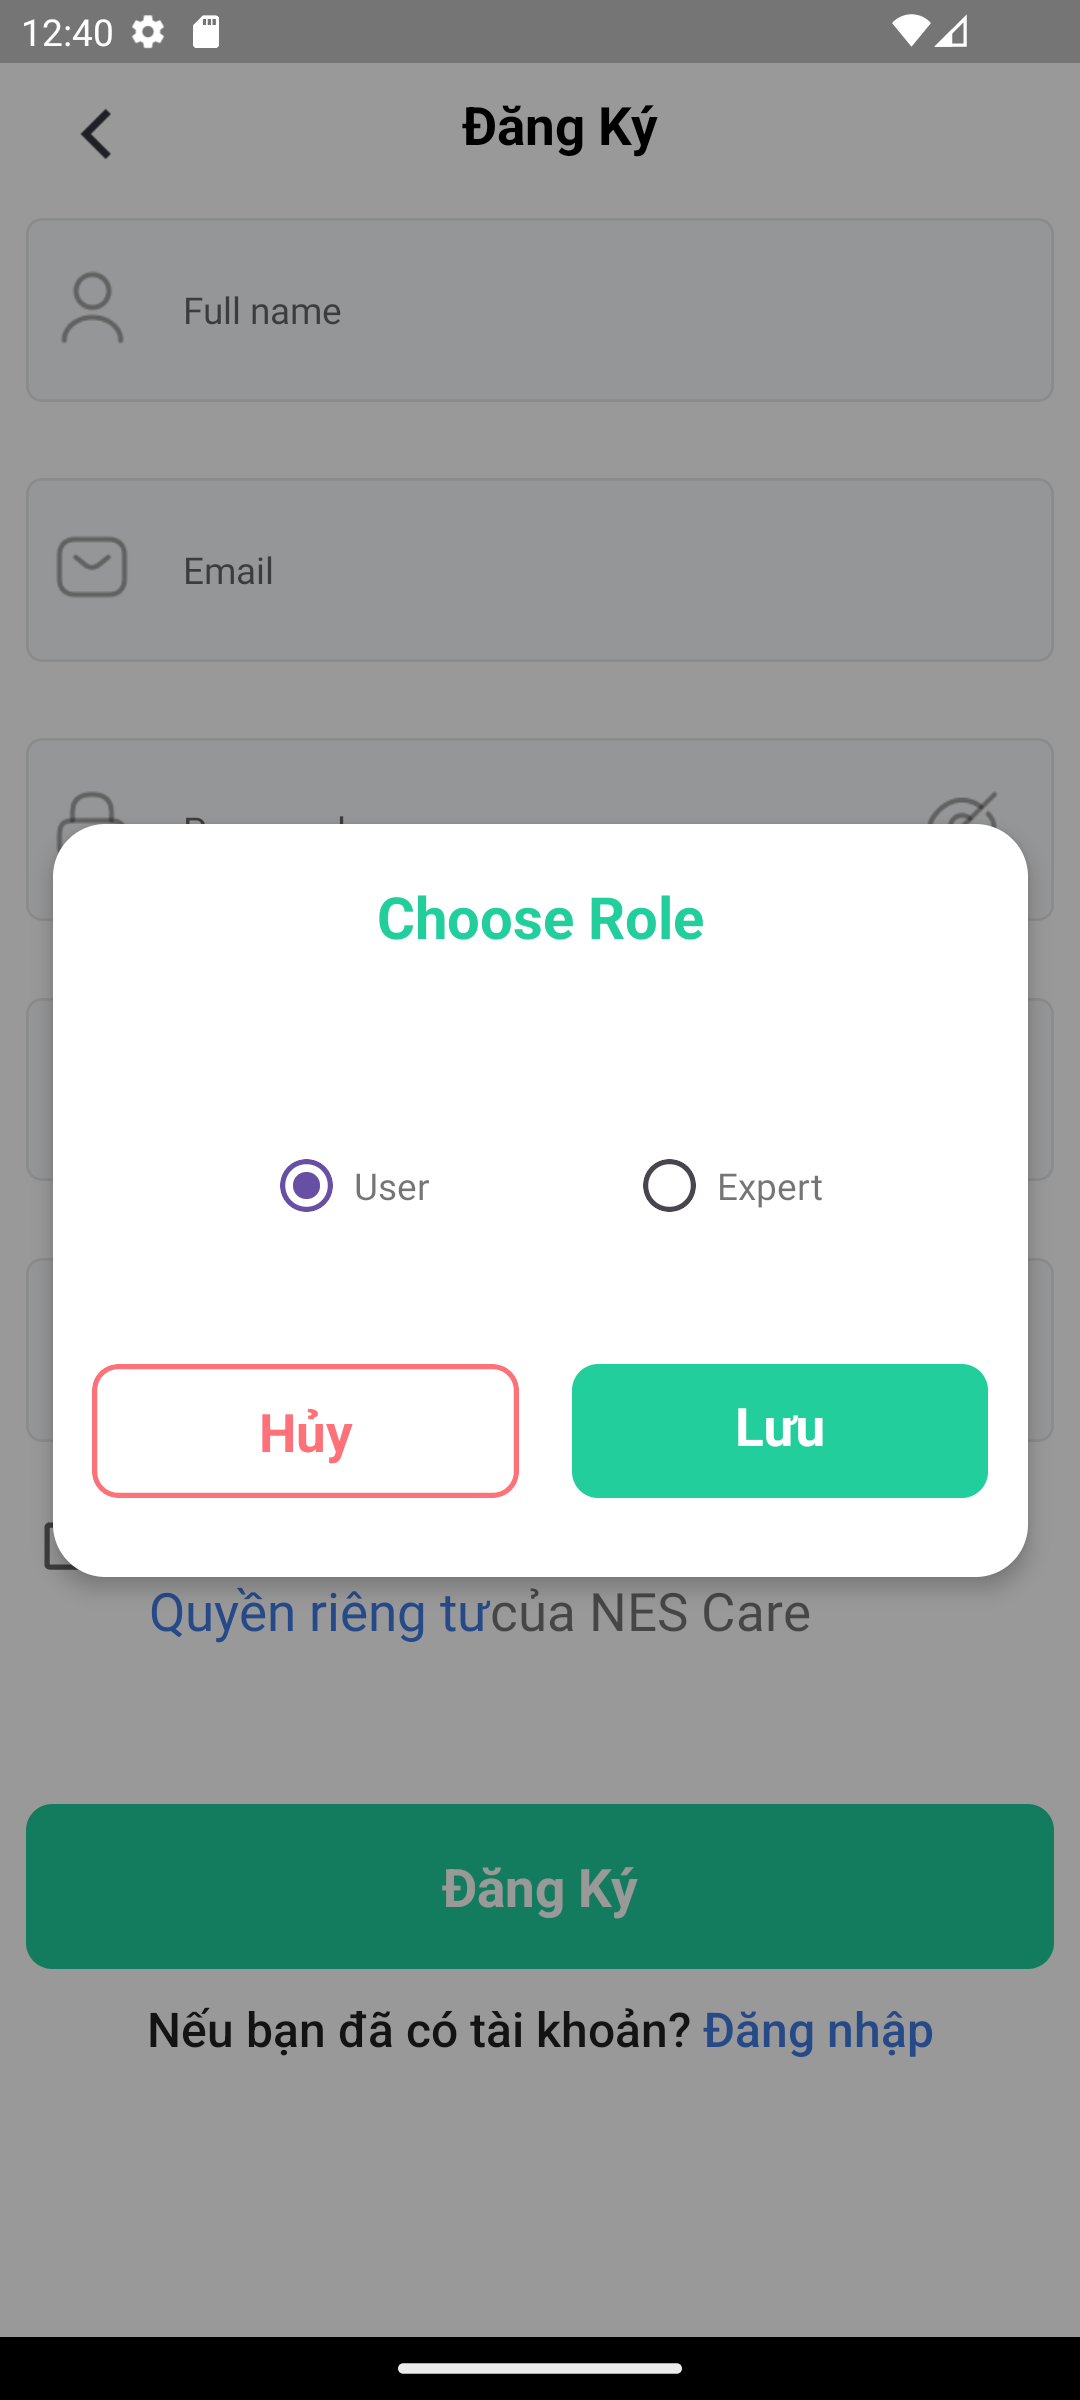 12:40
Đăng Ký
Full name
Email
Choose Role
User
Expert
Hủy
Lưu
Quyền riêng tưcủa NES Care
Đăng Ký
Nếu bạn đã có tài khoản? Đăng nhập